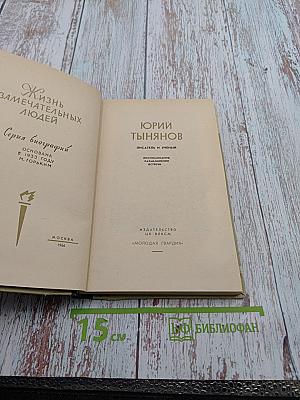 Жизнь
ЗАМЕЧАТЕЛЬНЫХ
ЛЮДЕЙ
Серия биографий
ОСНОВАНА
В 1933 ГОДУ
М. ГОРЬКИМ
МОСКВА
1966
ЮРИЙ
ТЫНЯНОВ
ПИСАТЕЛЬ И УЧЕНЫЙ
ВОСПОМИНАНИЯ
РАЗМЫШЛЕНИЯ
ВСТРЕЧИ
ИЗДАТЕЛЬСТВО
ЦК ВЛКСМ
«МОЛОДАЯ ГВАРДИЯ»
15 см
БИБЛИОФАН